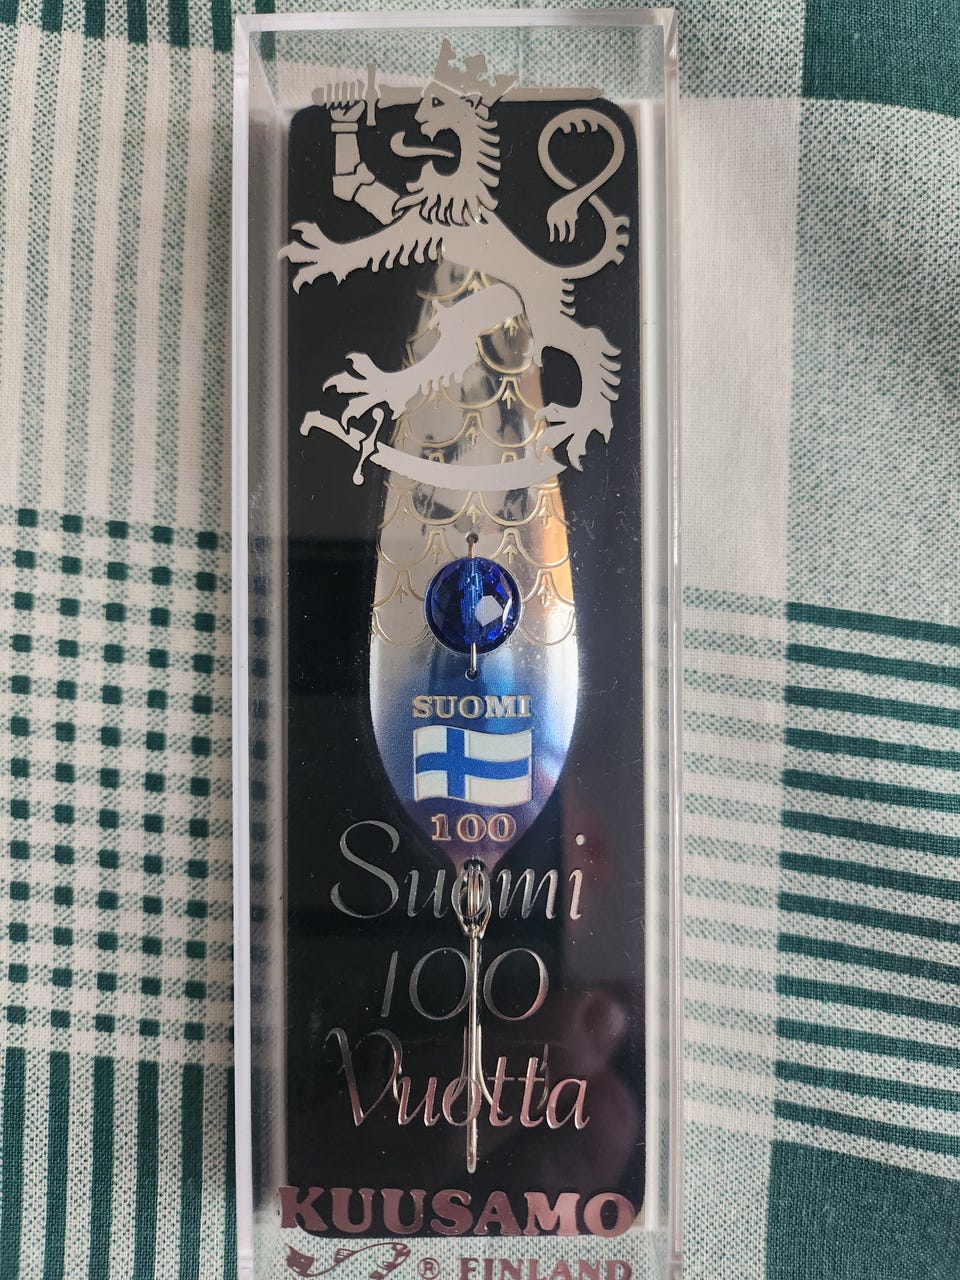 SUOMI
100
Suomi
100
Vuotta
KUUSAMO
® FINLAND